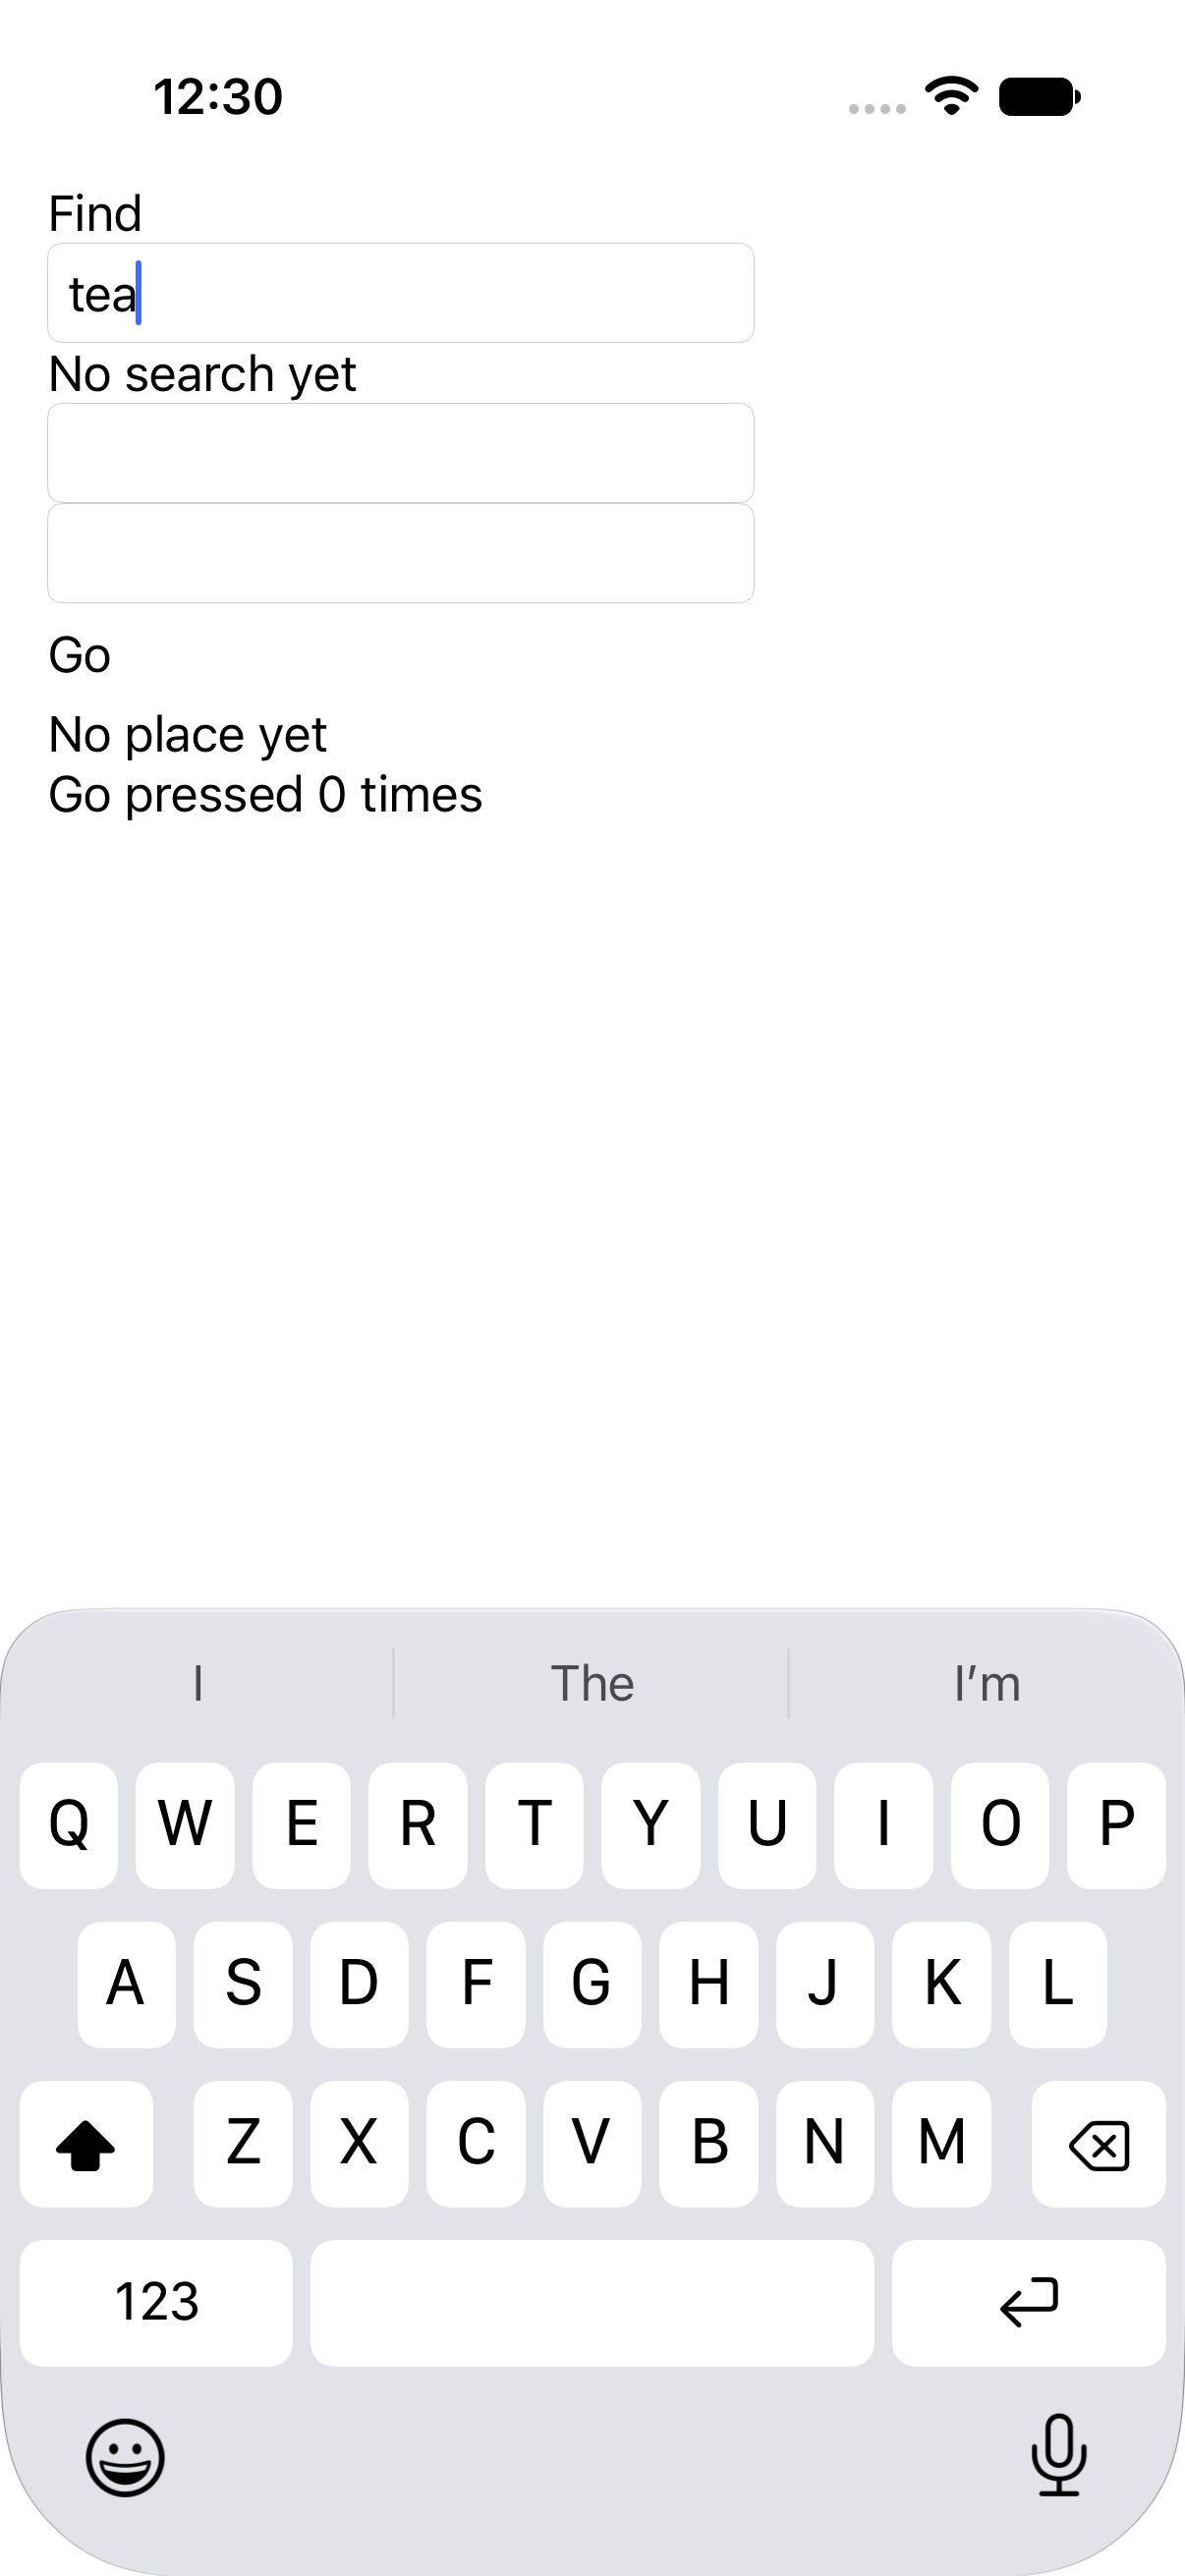 12:30
Find
tea
No search yet
Go
No place yet
Go pressed 0 times
I The I’m
Q W E R T Y U I O P
A S D F G H J K L
Z X C V B N M
123